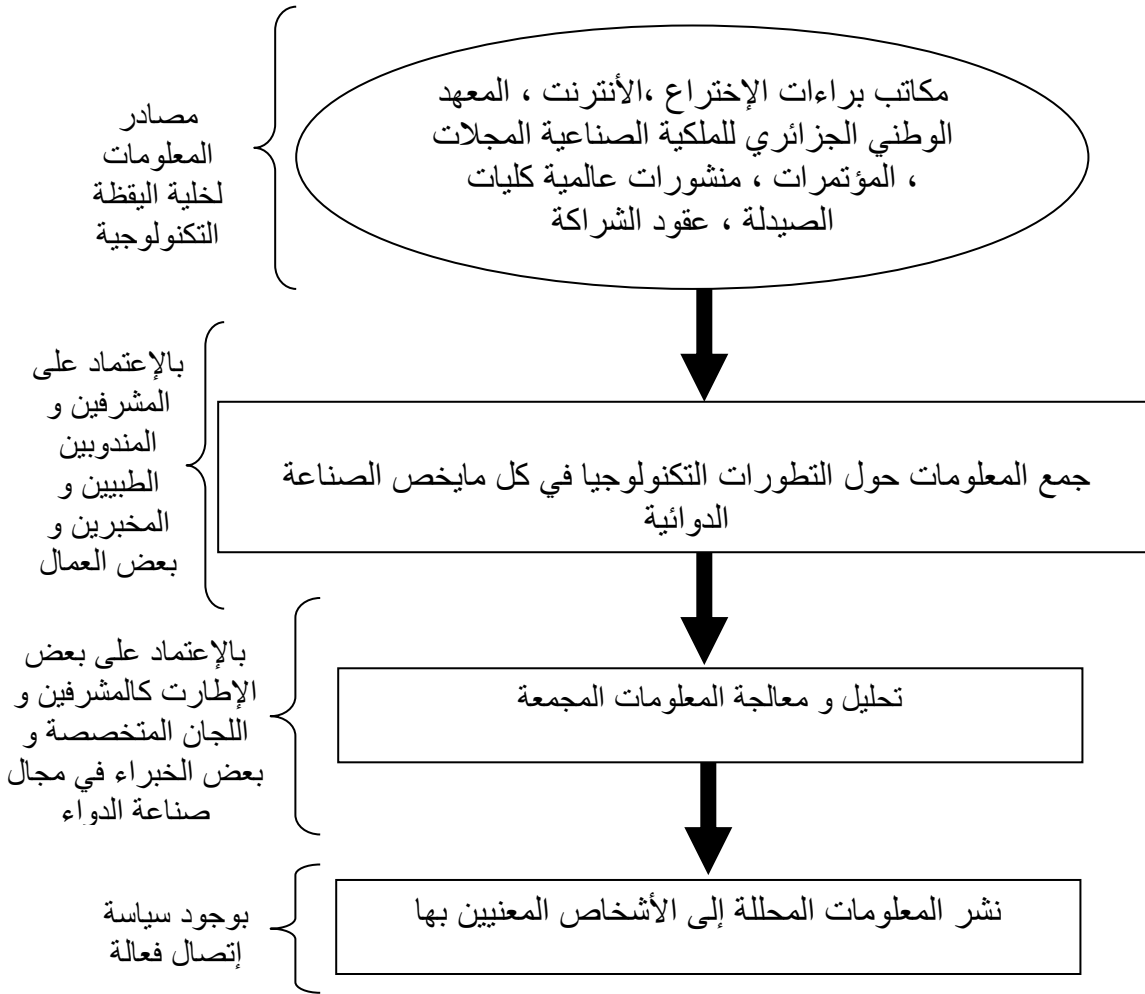 مكاتب براءات الإختراع ،الأنترنت ، المعهد
الوطني الجزائري للملكية الصناعية المجلات
، المؤتمرات ، منشورات عالمية كليات
الصيدلة ، عقود الشراكة
مصادر
المعلومات
لخلية اليقظة
التكنولوجية
جمع المعلومات حول التطورات التكنولوجيا في كل مايخص الصناعة
الدوائية
بالإعتماد على
المشرفين و
المندوبين
الطبيين و
المخبرين و
بعض العمال
تحليل و معالجة المعلومات المجمعة
بالإعتماد على بعض
الإطارت كالمشرفين و
اللجان المتخصصة و
بعض الخبراء في مجال
صناعة الدواء
نشر المعلومات المحللة إلى الأشخاص المعنيين بها
بوجود سياسة
إتصال فعالة